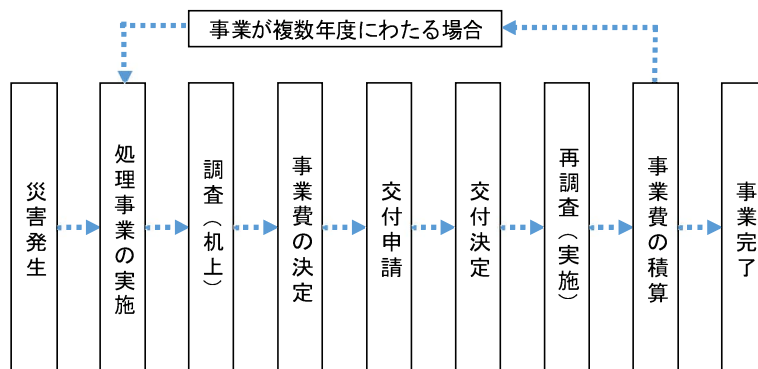 事業が複数年度にわたる場合
災害発生
処理事業の実施
調査（机上）
事業費の決定
交付申請
交付決定
再調査（実施）
事業費の積算
事業完了